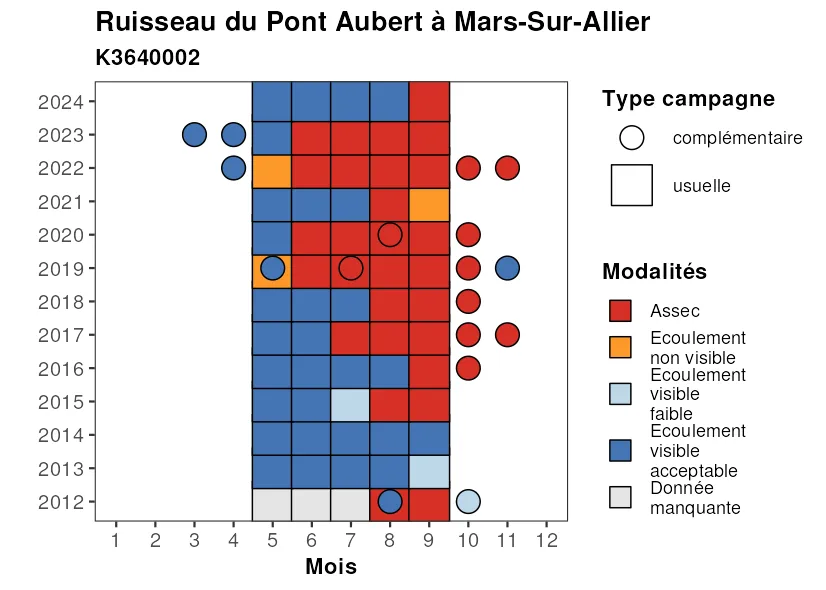 Ruisseau du Pont Aubert à Mars-Sur-Allier
K3640002
2024
2023
2022
2021
2020
2019
2018
2017
2016
2015
2014
2013
2012
1 2 3 4 5 6 7 8 9 10 11 12
Mois
Type campagne
complémentaire
usuelle
Modalités
Assec
Ecoulement
non visible
Ecoulement
visible
faible
Ecoulement
visible
acceptable
Donnée
manquante